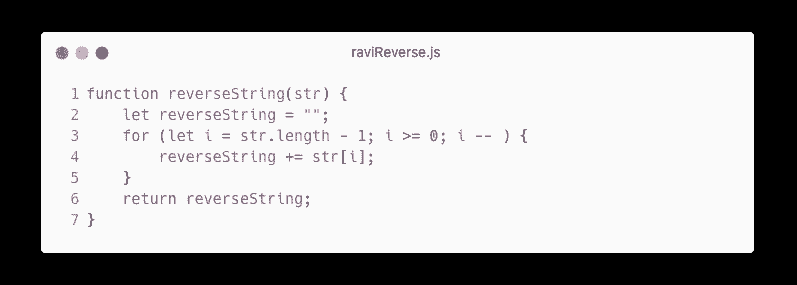 raviReverse.js
1 function reverseString(str) {
2     let reverseString = "";
3     for (let i = str.length - 1; i >= 0; i -- ) {
4         reverseString += str[i];
5     }
6     return reverseString;
7 }